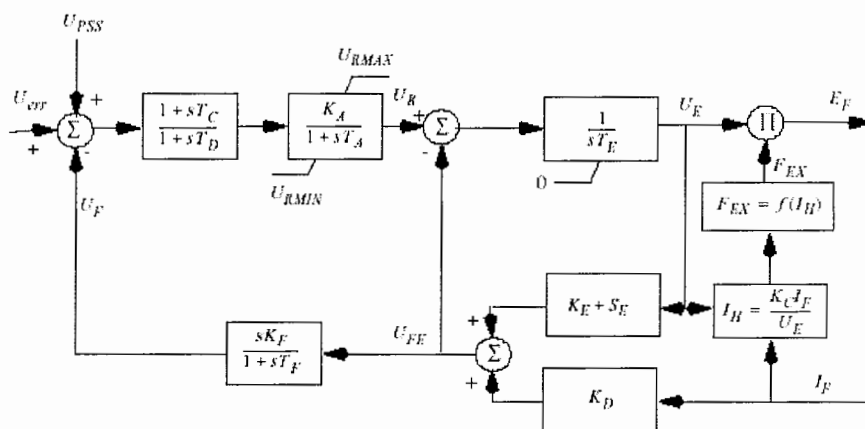 U_PSS
U_err
+
+
-
Σ
U_F
1 + sT_C
1 + sT_D
U_RMAX
K_A
1 + sT_A
U_RMIN
U_R
+
-
Σ
1
sT_E
0
U_E
Π
E_F
F_EX
F_EX = f(I_H)
I_H = K_C I_F
U_E
K_E + S_E
+
Σ
+
U_FE
sK_F
1 + sT_F
K_D
I_F